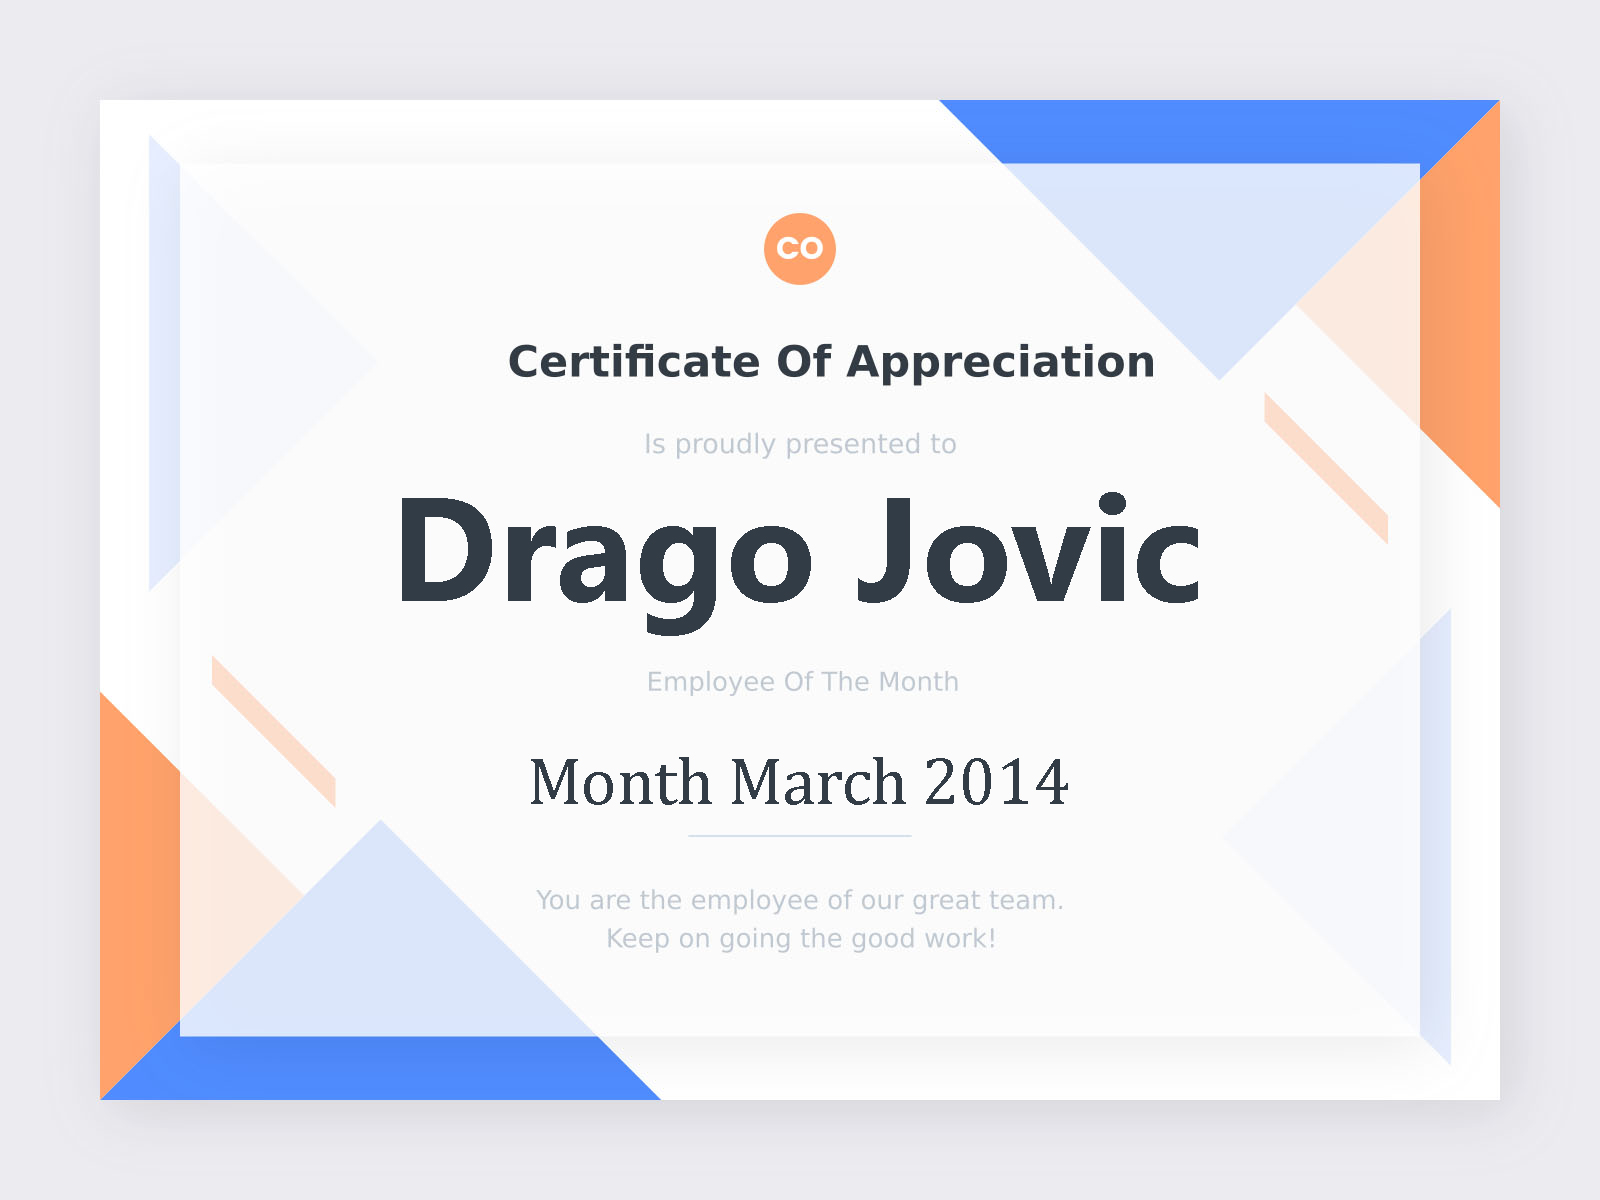 CO
Certificate Of Appreciation
Is proudly presented to
Drago Jovic
Employee Of The Month
Month March 2014
You are the employee of our great team.
Keep on going the good work!